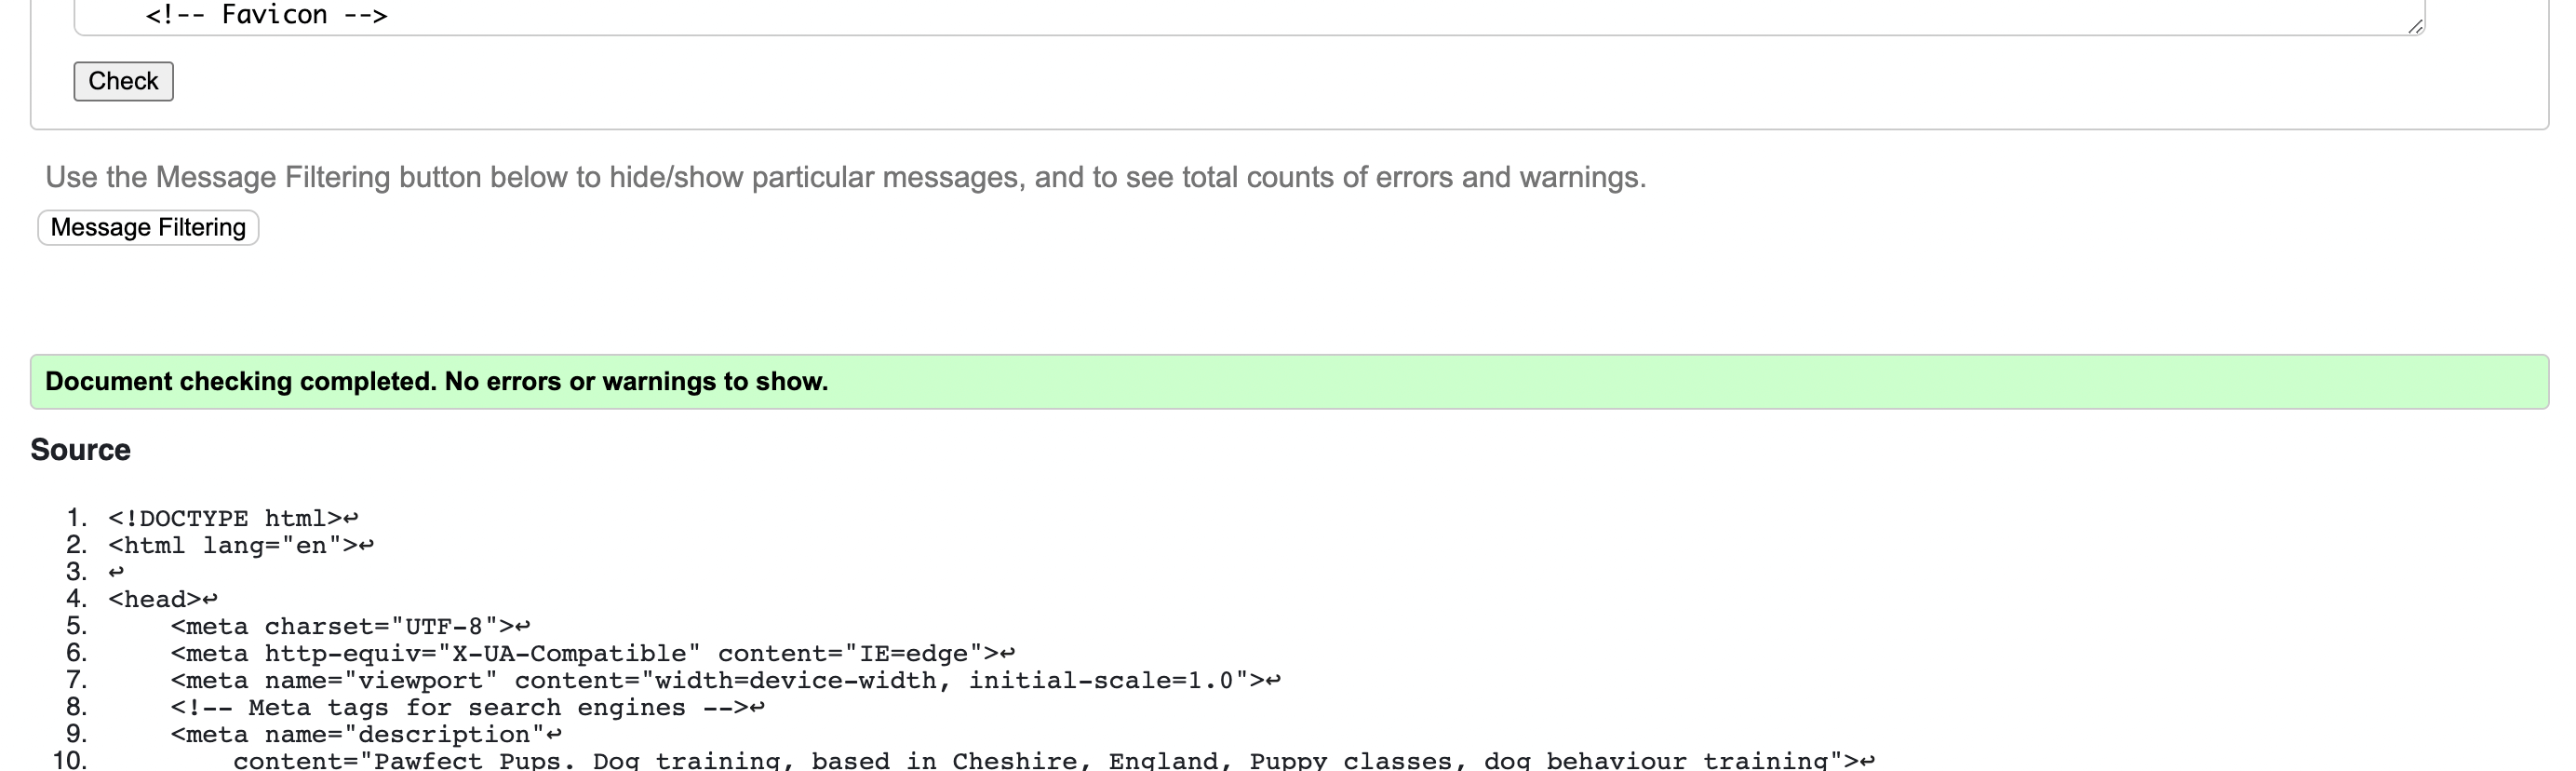 <!-- Favicon -->
Check
Use the Message Filtering button below to hide/show particular messages, and to see total counts of errors and warnings.
Message Filtering
Document checking completed. No errors or warnings to show.
Source
1. <!DOCTYPE html>↩
2. <html lang="en">↩
3. ↩
4. <head>↩
5. <meta charset="UTF-8">↩
6. <meta http-equiv="X-UA-Compatible" content="IE=edge">↩
7. <meta name="viewport" content="width=device-width, initial-scale=1.0">↩
8. <!-- Meta tags for search engines -->↩
9. <meta name="description"↩
10. content="Pawfect Pups. Dog training, based in Cheshire, England, Puppy classes, dog behaviour training">↩